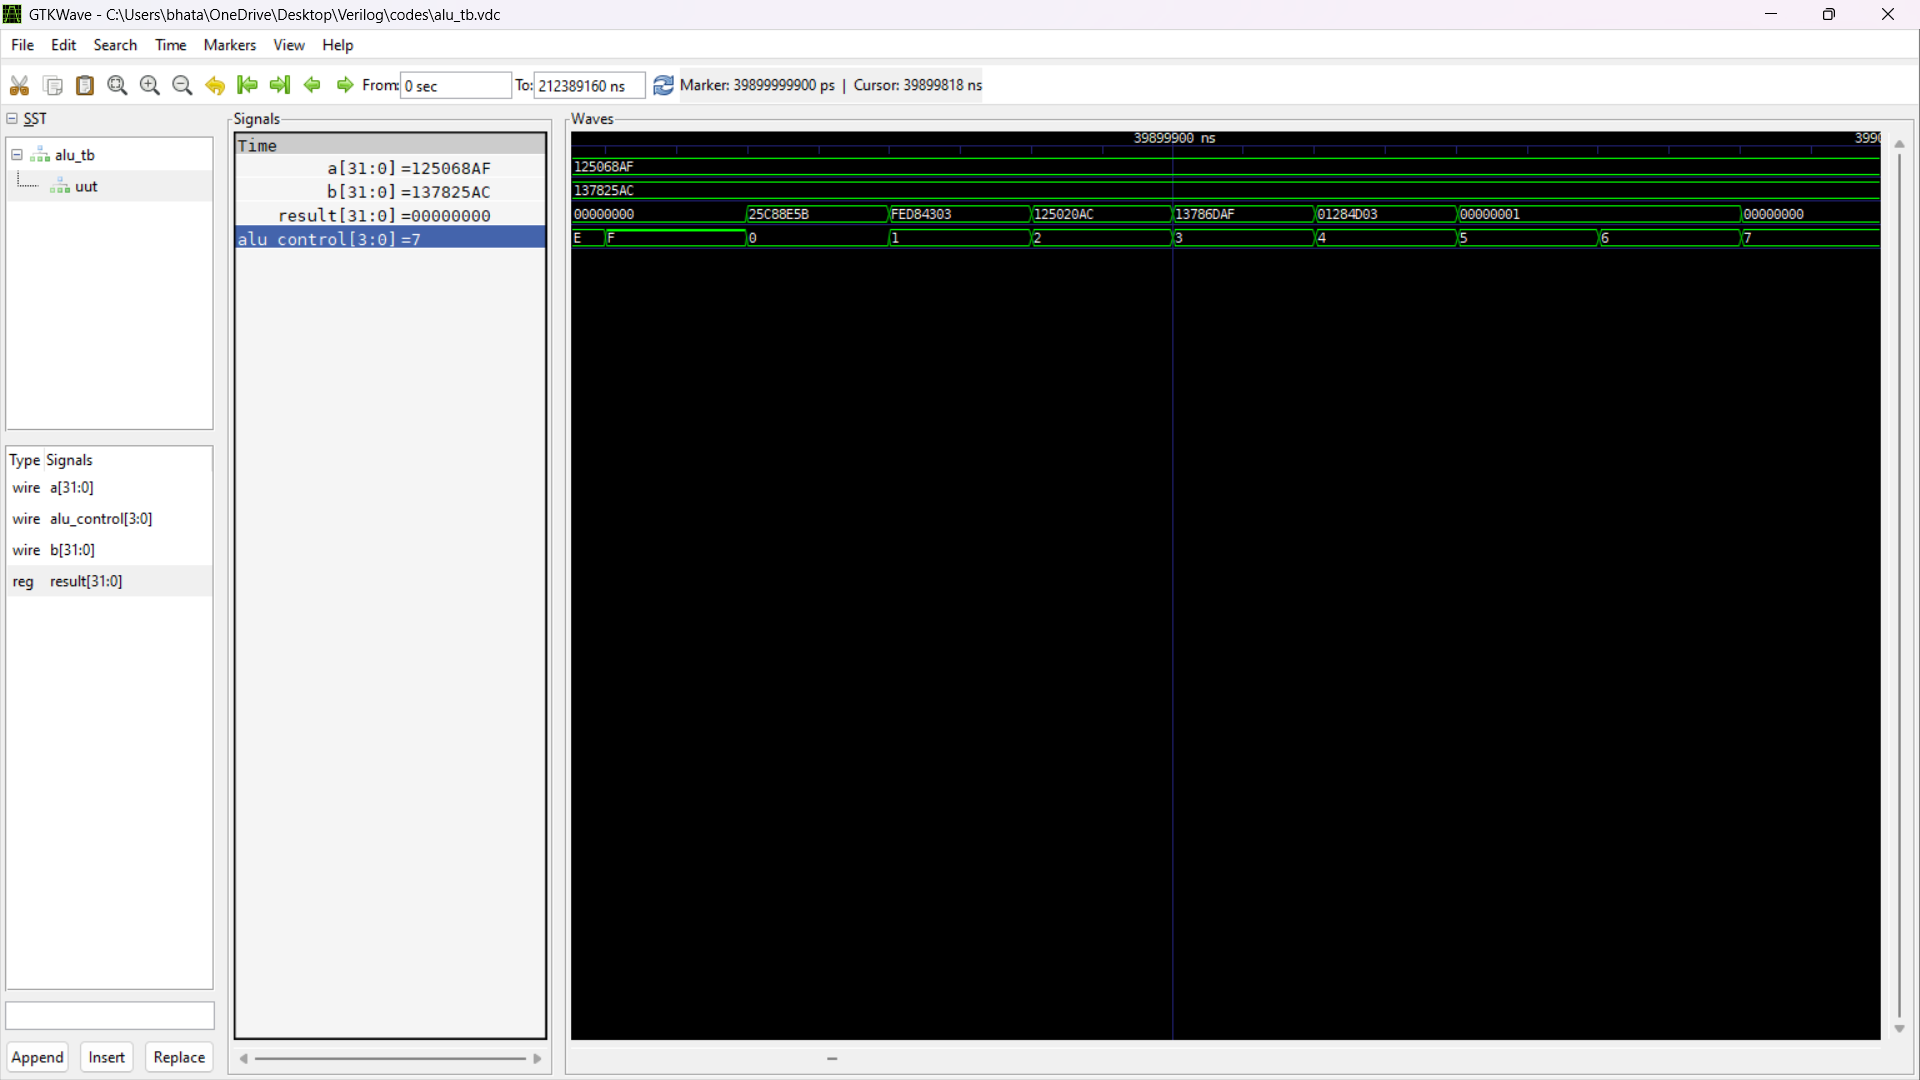 GTKWave - C:\Users\bhata\OneDrive\Desktop\Verilog\codes\alu_tb.vdc
File Edit Search Time Markers View Help
From: 0 sec To: 212389160 ns Marker: 39899999900 ps | Cursor: 39899818 ns
SST
alu_tb
uut
Type Signals
wire a[31:0]
wire alu_control[3:0]
wire b[31:0]
reg result[31:0]
Append Insert Replace
Signals
Time
a[31:0] =125068AF
b[31:0] =137825AC
result[31:0] =00000000
alu_control[3:0] =7
Waves
39899900 ns 3990
125068AF
137825AC
00000000 25C88E5B FED84303 125020AC 13786DAF 01284D03 00000001 00000000
E F 0 1 2 3 4 5 6 7